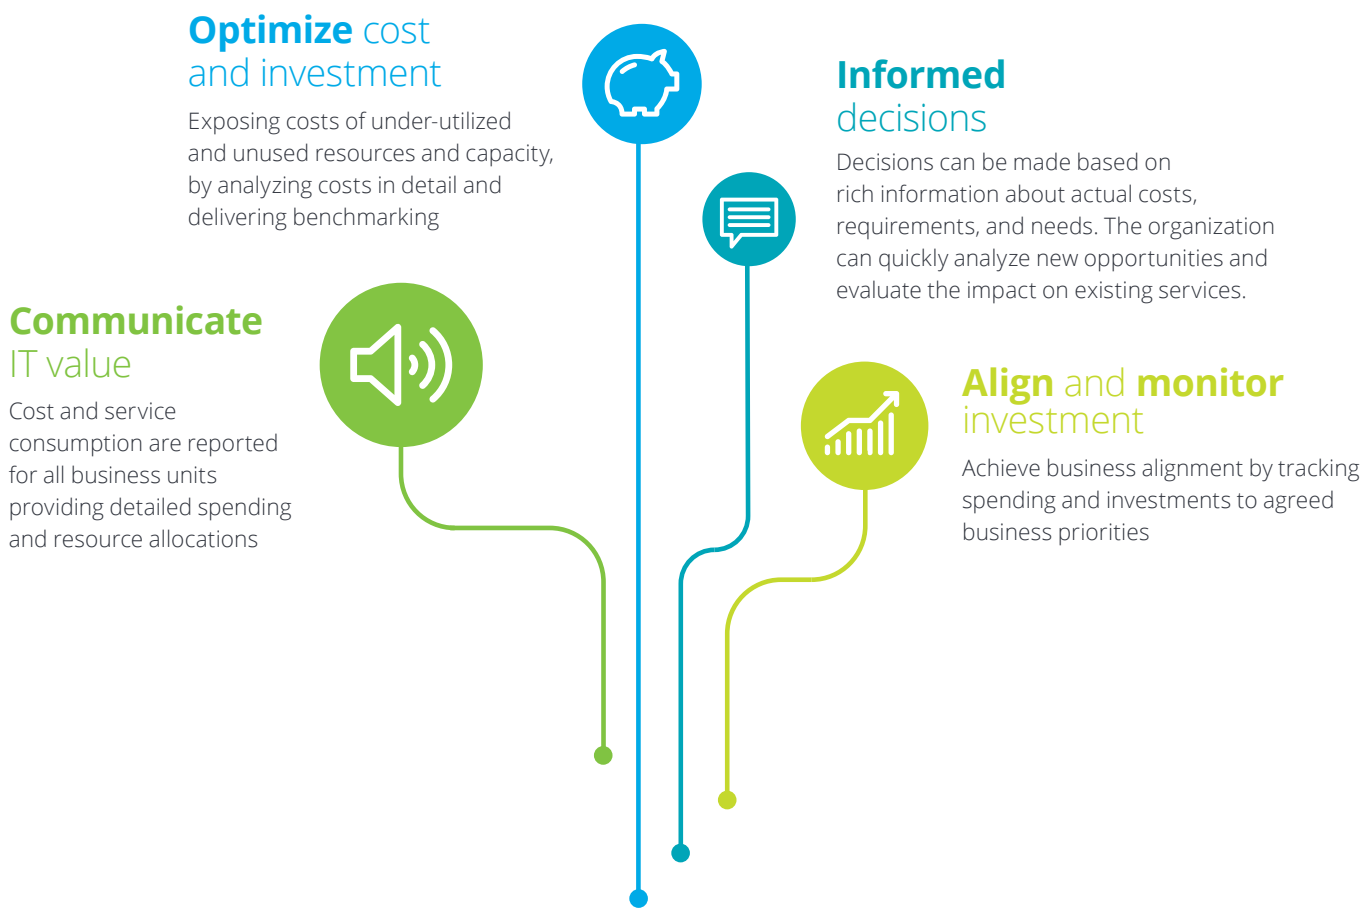 Optimize cost
and investment
Exposing costs of under-utilized
and unused resources and capacity,
by analyzing costs in detail and
delivering benchmarking
Informed
decisions
Decisions can be made based on
rich information about actual costs,
requirements, and needs. The organization
can quickly analyze new opportunities and
evaluate the impact on existing services.
Communicate
IT value
Cost and service
consumption are reported
for all business units
providing detailed spending
and resource allocations
Align and monitor
investment
Achieve business alignment by tracking
spending and investments to agreed
business priorities